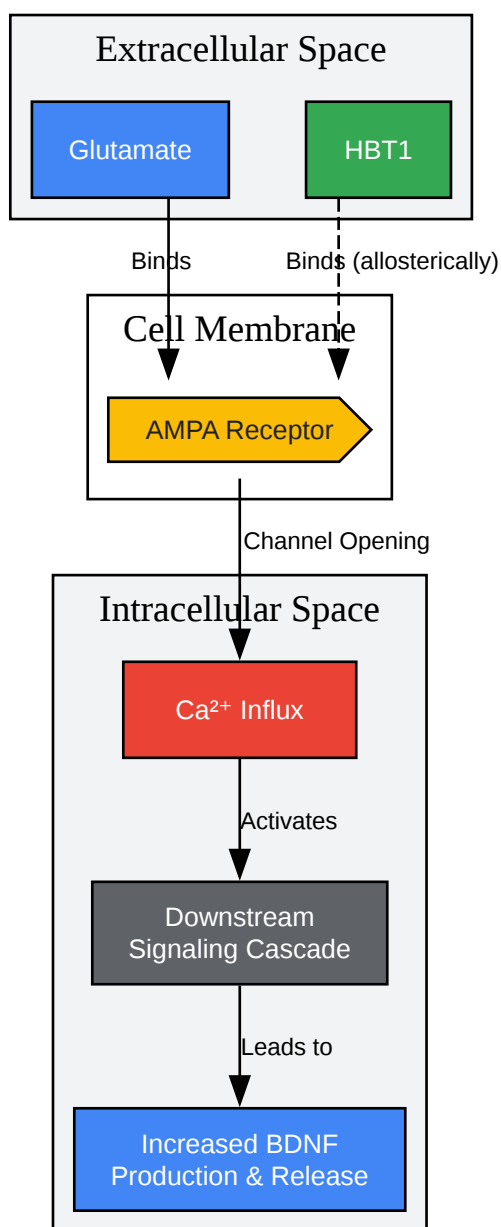 Extracellular Space
Glutamate
HBT1
Binds
Binds (allosterically)
Cell Membrane
AMPA Receptor
Channel Opening
Intracellular Space
Ca²⁺ Influx
Activates
Downstream
Signaling Cascade
Leads to
Increased BDNF
Production & Release